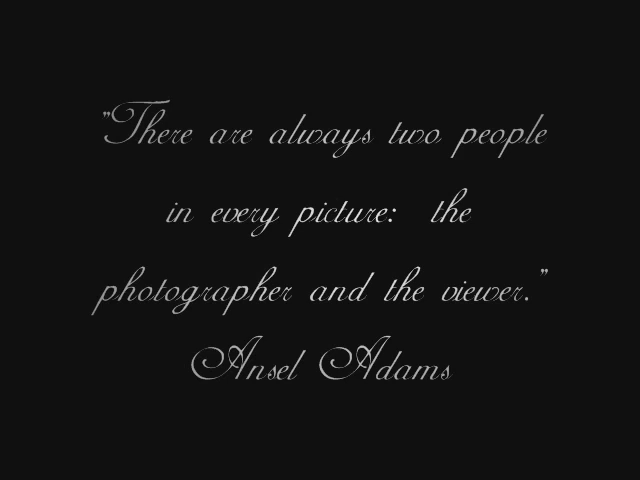 "There are always two people
in every picture:  the
photographer and the viewer."
Ansel Adams